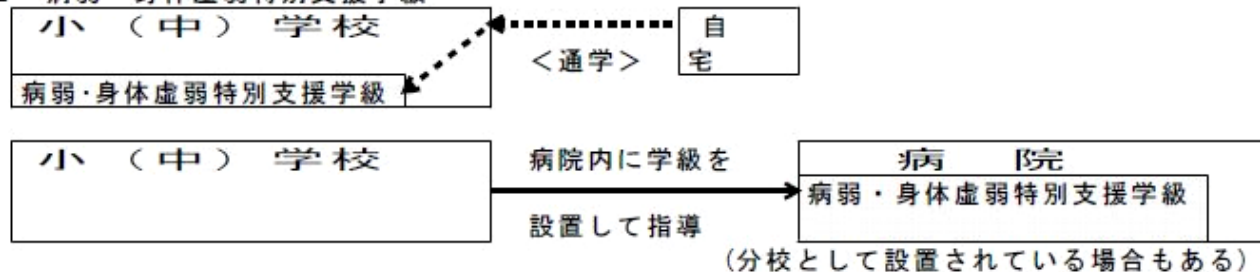 小（中）学校
自
宅
＜通学＞
病弱・身体虚弱特別支援学級
小（中）学校
病院内に学級を
設置して指導
病　院
病弱・身体虚弱特別支援学級
（分校として設置されている場合もある）